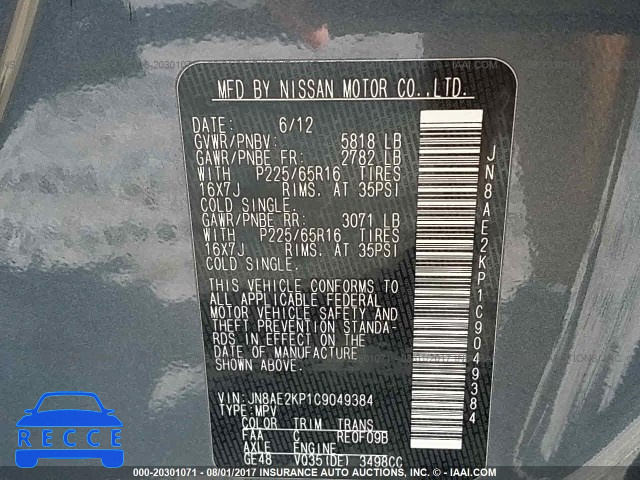 MFD BY NISSAN MOTOR CO.,LTD.
DATE: 6/12
GVWR/PNBV: 5818 LB
GAWR/PNBE FR: 2782 LB
WITH P225/65R16 TIRES
16X7J RIMS. AT 35PSI
COLD SINGLE.
GAWR/PNBE RR: 3071 LB
WITH P225/65R16 TIRES
16X7J RIMS. AT 35PSI
COLD SINGLE.
THIS VEHICLE CONFORMS TO
ALL APPLICABLE FEDERAL
MOTOR VEHICLE SAFETY AND
THEFT PREVENTION STANDA-
RDS IN EFFECT ON THE
DATE OF MANUFACTURE
SHOWN ABOVE.
VIN:JN8AE2KP1C9049384
TYPE:MPV
COLOR TRIM TRANS
FAA C RE0F09B
AXLE ENGINE
GE48 VQ35(DE) 3498CC
JN8AE2KP1C9049384
000-20301071 - 08/01/2017 INSURANCE AUTO AUCTIONS, INC. (C) - IAAI.COM